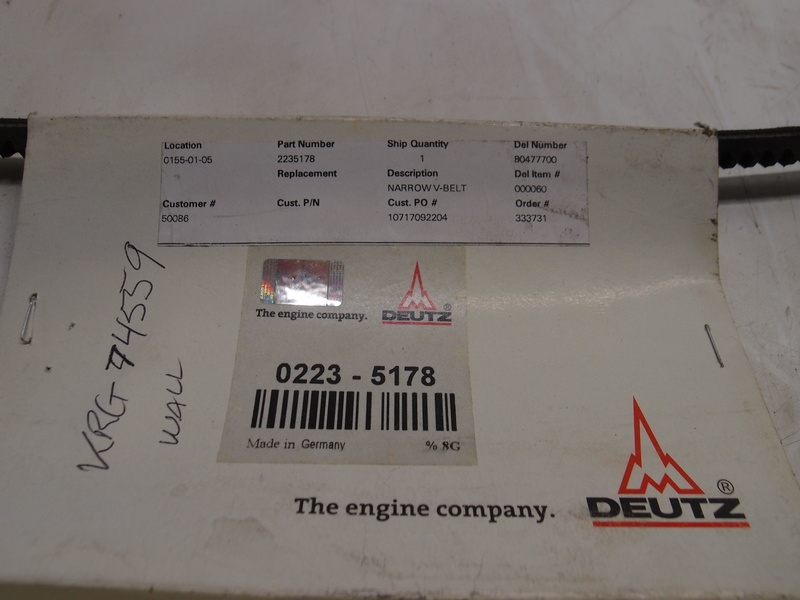 Location Part Number Ship Quantity Del Number
0155-01-05 2235178 1 80477700
Replacement Description Del Item #
NARROW V-BELT 000060
Customer # Cust. P/N Cust. PO # Order #
50086 10717092204 333731
The engine company. DEUTZ ®
0223 - 5178
Made in Germany % 8G
KRG 74559
WALL
The engine company. DEUTZ ®